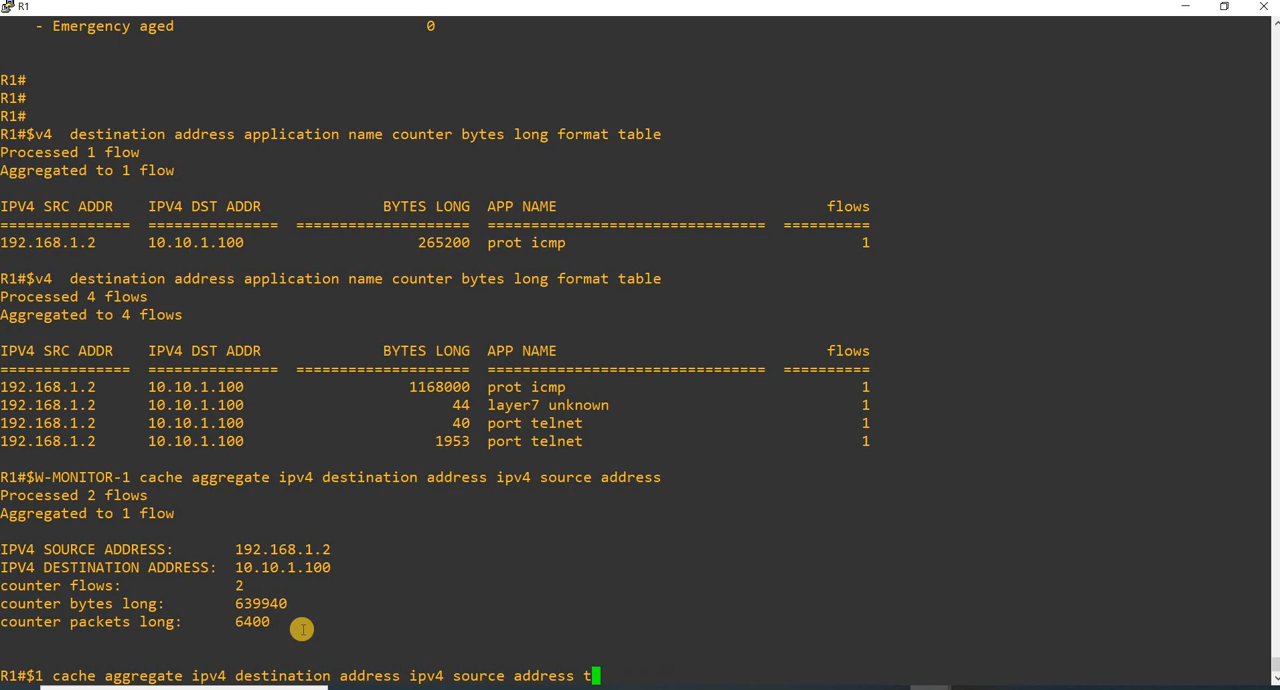 R1
- Emergency aged 0
R1#
R1#
R1#
R1#$v4  destination address application name counter bytes long format table
Processed 1 flow
Aggregated to 1 flow
IPV4 SRC ADDR IPV4 DST ADDR BYTES LONG APP NAME flows
=============== =============== ==================== ================================ ==========
192.168.1.2 10.10.1.100 265200 prot icmp 1
R1#$v4  destination address application name counter bytes long format table
Processed 4 flows
Aggregated to 4 flows
IPV4 SRC ADDR IPV4 DST ADDR BYTES LONG APP NAME flows
=============== =============== ==================== ================================ ==========
192.168.1.2 10.10.1.100 1168000 prot icmp 1
192.168.1.2 10.10.1.100 44 layer7 unknown 1
192.168.1.2 10.10.1.100 40 port telnet 1
192.168.1.2 10.10.1.100 1953 port telnet 1
R1#$W-MONITOR-1 cache aggregate ipv4 destination address ipv4 source address
Processed 2 flows
Aggregated to 1 flow
IPV4 SOURCE ADDRESS: 192.168.1.2
IPV4 DESTINATION ADDRESS: 10.10.1.100
counter flows: 2
counter bytes long: 639940
counter packets long: 6400
R1#$1 cache aggregate ipv4 destination address ipv4 source address t